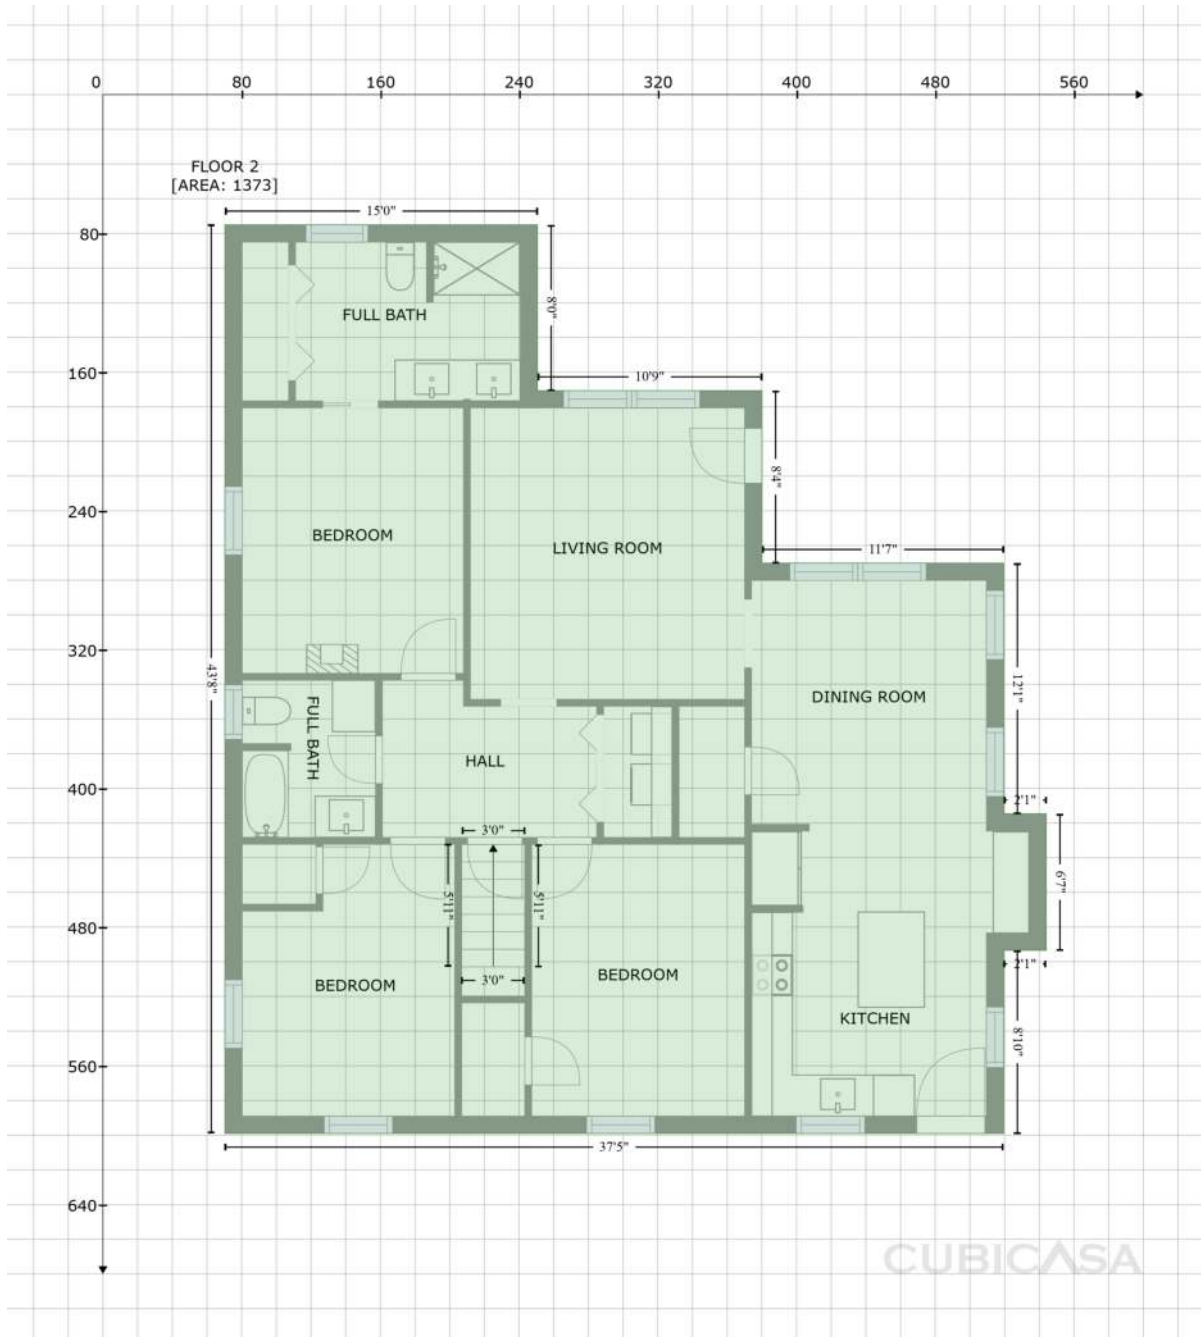 0 80 160 240 320 400 480 560
FLOOR 2
[AREA: 1373]
15'0"
80
8'0"
FULL BATH
160
10'9"
8'4"
240
BEDROOM
LIVING ROOM
11'7"
320
43'8"
FULL BATH
12'1"
DINING ROOM
HALL
400
2'1"
3'0"
5'11"
5'11"
6'7"
480
2'1"
3'0"
BEDROOM
BEDROOM
KITCHEN
8'10"
560
37'5"
640
CUBICASA